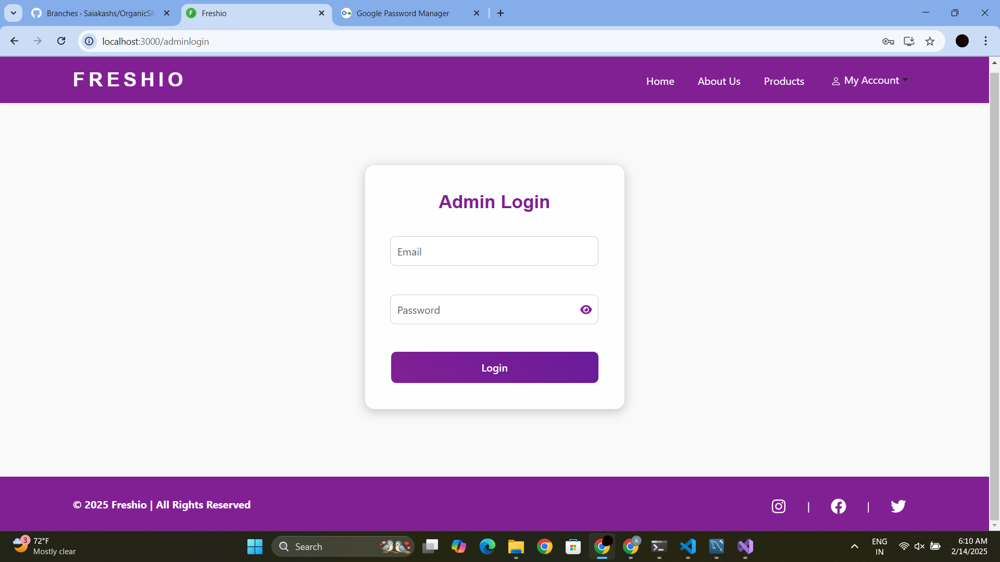 Branches · Saiakashs/OrganicSh
Freshio
Google Password Manager
localhost:3000/adminlogin
FRESHIO
Home
About Us
Products
My Account
Admin Login
Email
Password
Login
© 2025 Freshio | All Rights Reserved
|
|
3
72°F
Mostly clear
Search
A
ENG
IN
6:10 AM
2/14/2025